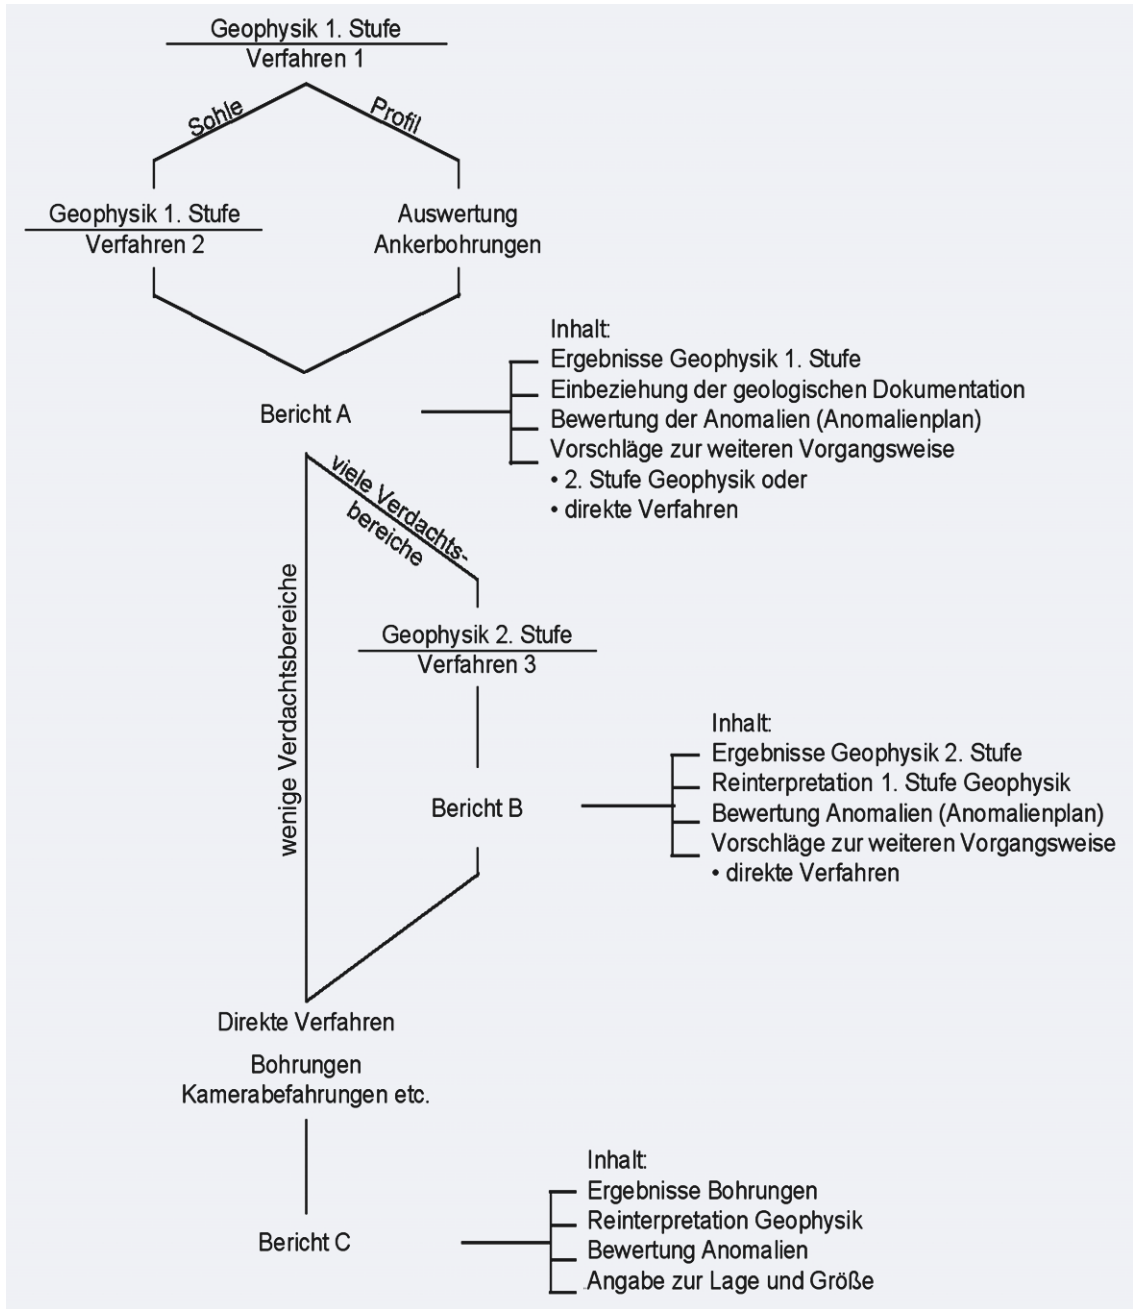 Geophysik 1. Stufe
Verfahren 1
Sohle
Profil
Geophysik 1. Stufe
Verfahren 2
Auswertung
Ankerbohrungen
Bericht A
Inhalt:
Ergebnisse Geophysik 1. Stufe
Einbeziehung der geologischen Dokumentation
Bewertung der Anomalien (Anomalienplan)
Vorschläge zur weiteren Vorgangsweise
• 2. Stufe Geophysik oder
• direkte Verfahren
viele Verdachts-
bereiche
wenige Verdachtsbereiche
Geophysik 2. Stufe
Verfahren 3
Bericht B
Inhalt:
Ergebnisse Geophysik 2. Stufe
Reinterpretation 1. Stufe Geophysik
Bewertung Anomalien (Anomalienplan)
Vorschläge zur weiteren Vorgangsweise
• direkte Verfahren
Direkte Verfahren
Bohrungen
Kamerabefahrungen etc.
Bericht C
Inhalt:
Ergebnisse Bohrungen
Reinterpretation Geophysik
Bewertung Anomalien
Angabe zur Lage und Größe